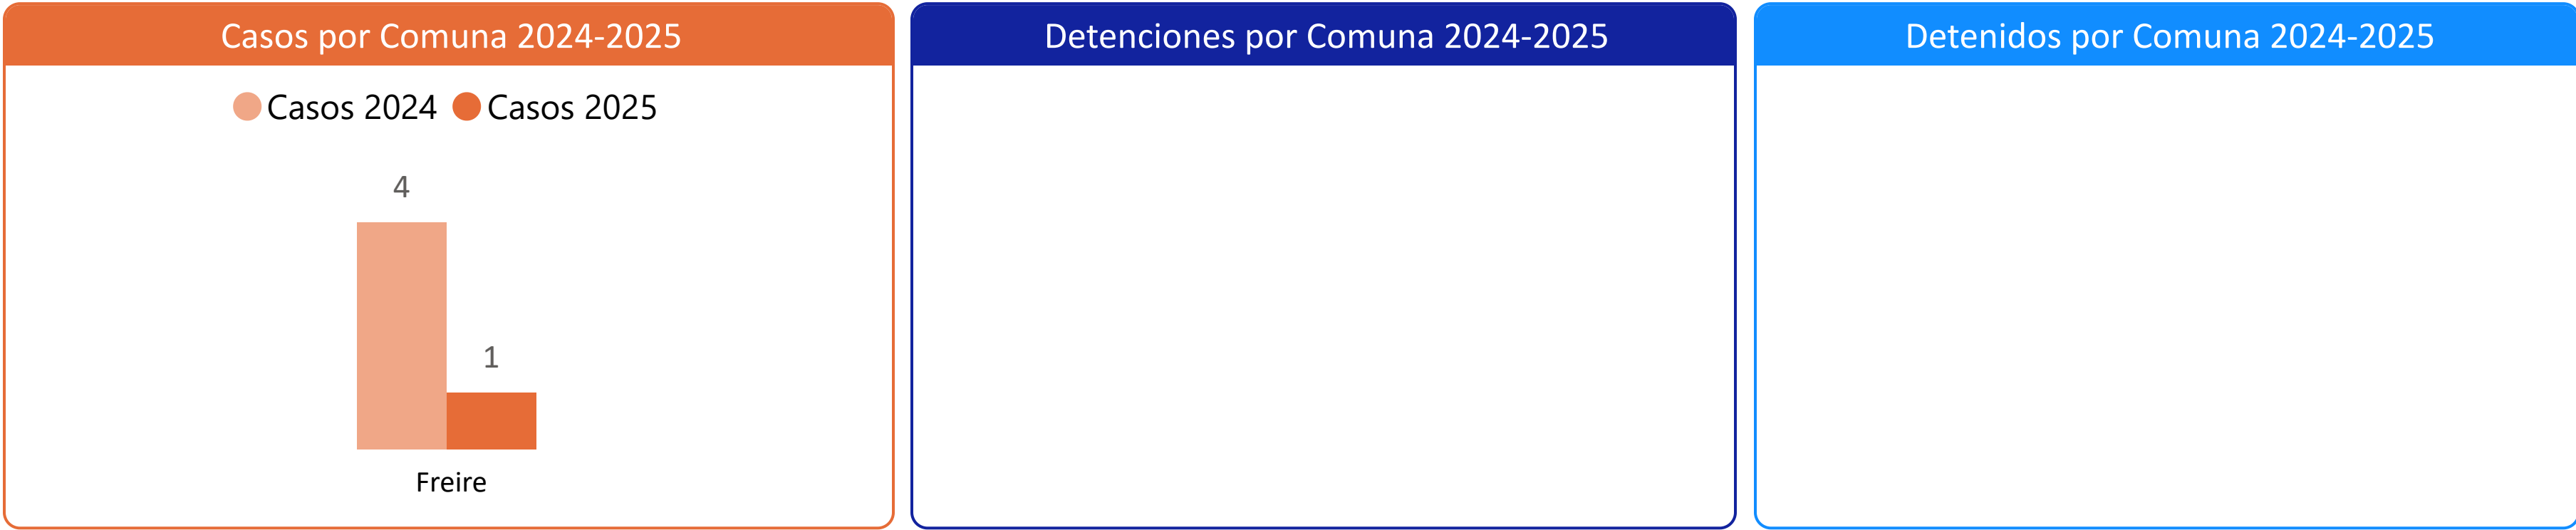 Casos por Comuna 2024-2025
Casos 2024 Casos 2025
4
1
Freire
Detenciones por Comuna 2024-2025
Detenidos por Comuna 2024-2025